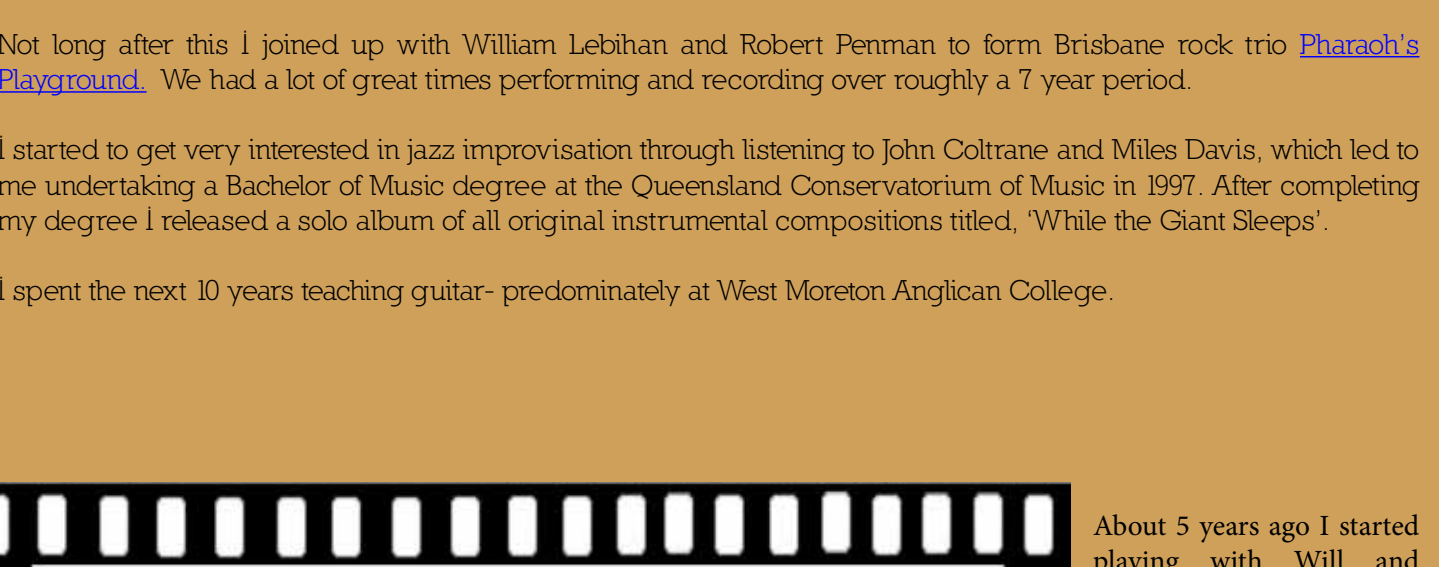 Not long after this I joined up with William Lebihan and Robert Penman to form Brisbane rock trio Pharaoh's
Playground. We had a lot of great times performing and recording over roughly a 7 year period.
I started to get very interested in jazz improvisation through listening to John Coltrane and Miles Davis, which led to
me undertaking a Bachelor of Music degree at the Queensland Conservatorium of Music in 1997. After completing
my degree I released a solo album of all original instrumental compositions titled, ‘While the Giant Sleeps’.
I spent the next 10 years teaching guitar- predominately at West Moreton Anglican College.
About 5 years ago I started
playing with Will and